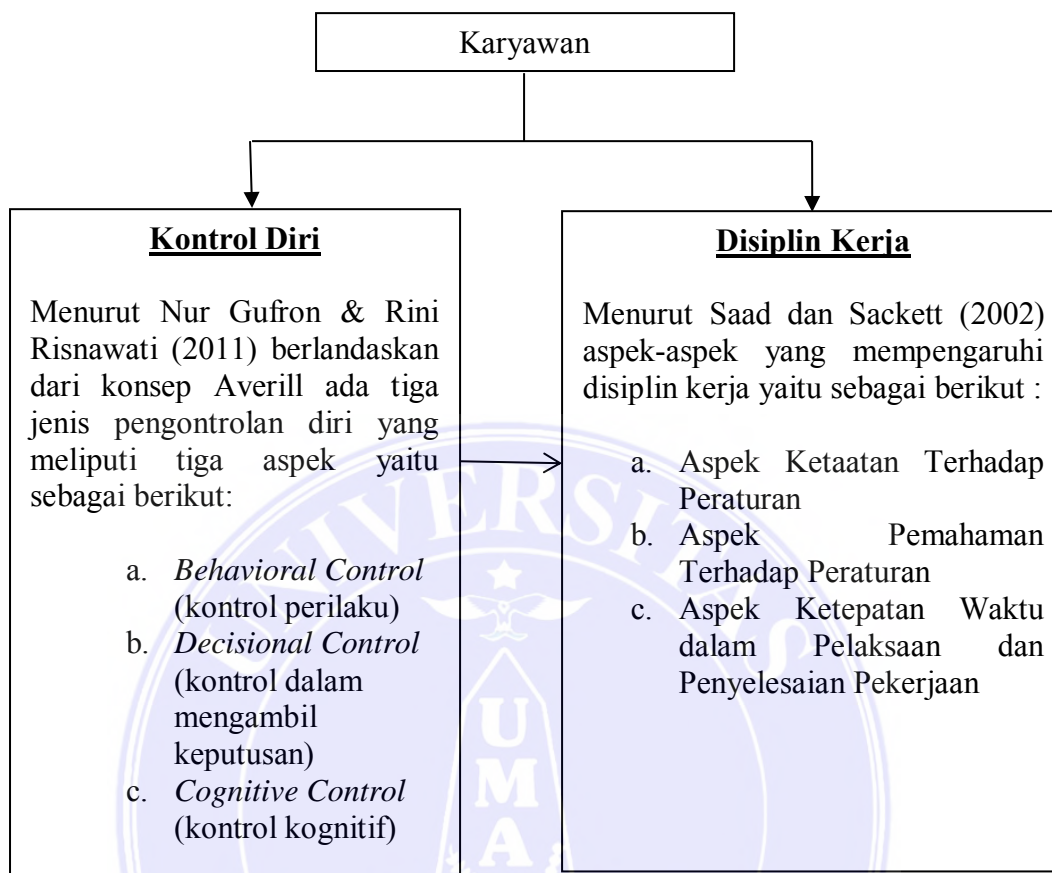 Karyawan
Kontrol Diri
Menurut Nur Gufron & Rini
Risnawati (2011) berlandaskan
dari konsep Averill ada tiga
jenis pengontrolan diri yang
meliputi tiga aspek yaitu
sebagai berikut:
a. Behavioral Control
(kontrol perilaku)
b. Decisional Control
(kontrol dalam
mengambil
keputusan)
c. Cognitive Control
(kontrol kognitif)
Disiplin Kerja
Menurut Saad dan Sackett (2002)
aspek-aspek yang mempengaruhi
disiplin kerja yaitu sebagai berikut :
a. Aspek Ketaatan Terhadap
Peraturan
b. Aspek Pemahaman
Terhadap Peraturan
c. Aspek Ketepatan Waktu
dalam Pelaksaan dan
Penyelesaian Pekerjaan
UNIVERSITAS
UMA